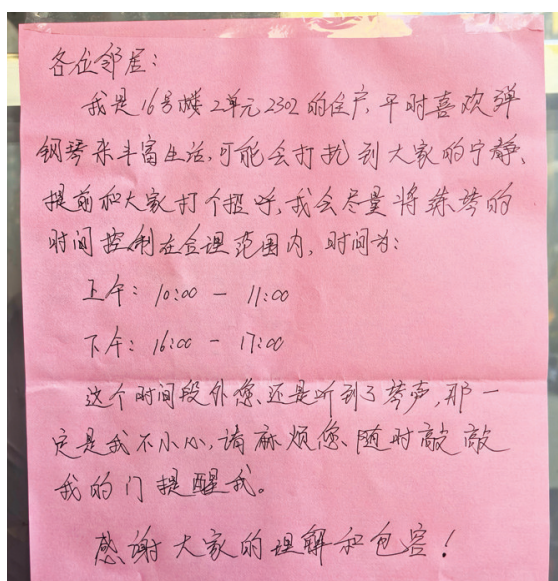 各位邻居:
我是16号楼2单元2302的住户,平时喜欢弹
钢琴来丰富生活,可能会打扰到大家的宁静、
提前和大家打个招呼,我会尽量将练琴的
时间控制在合理范围内,时间为:
上午:10:00 - 11:00
下午:16:00 - 17:00
这个时间段外您还是听到了琴声,那一
定是我不小心,请麻烦您随时敲敲
我的门提醒我。
感谢大家的理解和包容!